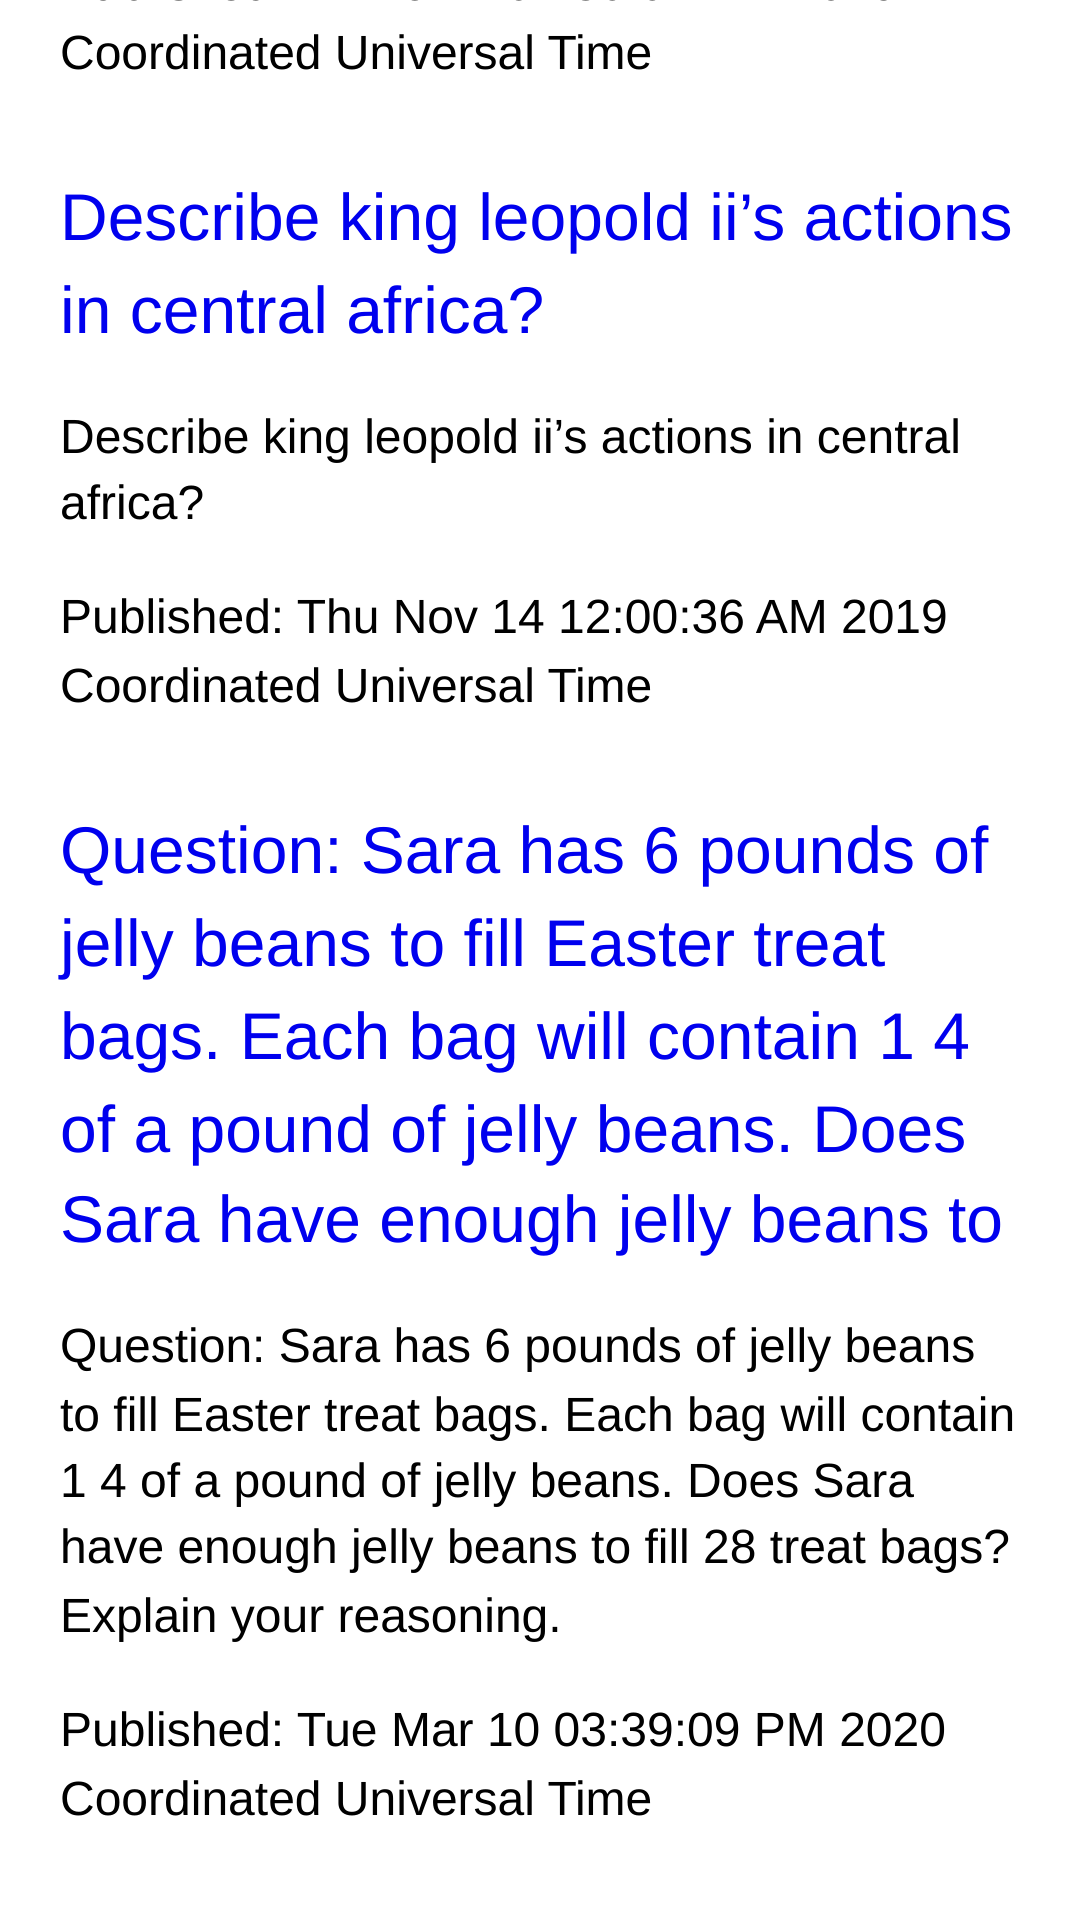 Coordinated Universal Time
Describe king leopold ii’s actions
in central africa?
Describe king leopold ii’s actions in central
africa?
Published: Thu Nov 14 12:00:36 AM 2019
Coordinated Universal Time
Question: Sara has 6 pounds of
jelly beans to fill Easter treat
bags. Each bag will contain 1 4
of a pound of jelly beans. Does
Sara have enough jelly beans to
Question: Sara has 6 pounds of jelly beans
to fill Easter treat bags. Each bag will contain
1 4 of a pound of jelly beans. Does Sara
have enough jelly beans to fill 28 treat bags?
Explain your reasoning.
Published: Tue Mar 10 03:39:09 PM 2020
Coordinated Universal Time